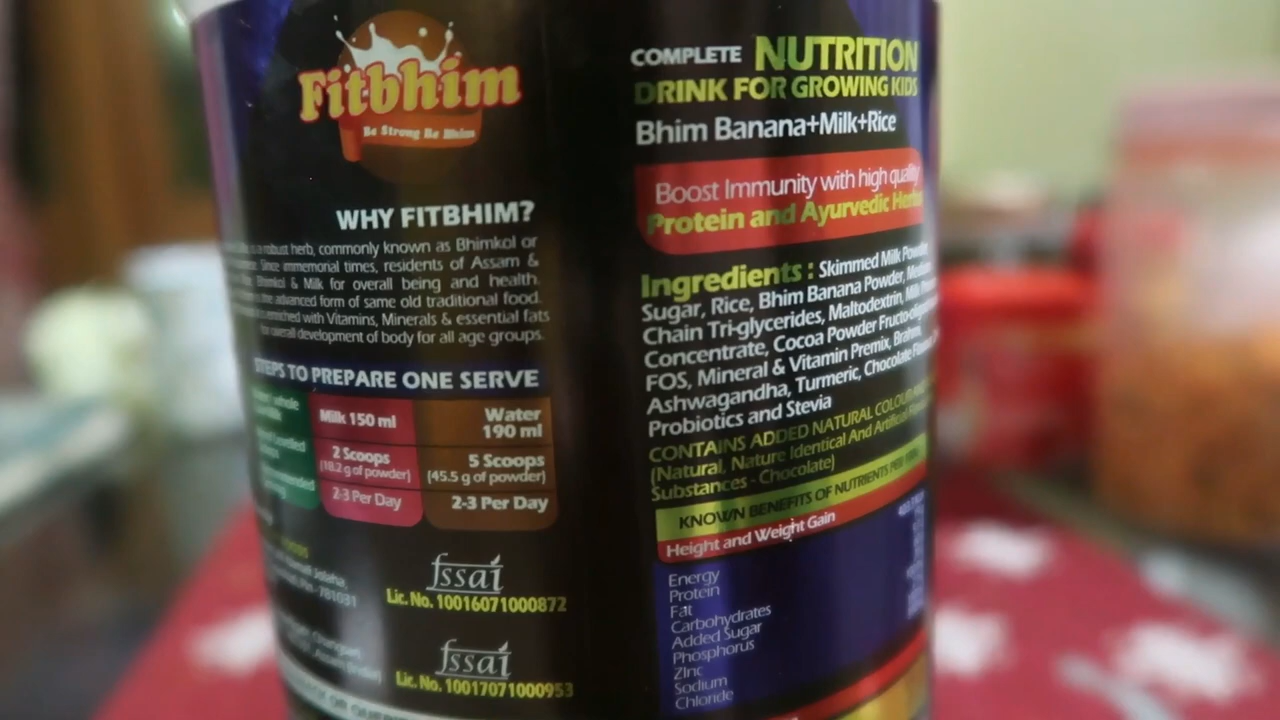 Fitbhim
Be Strong Be Bhim
WHY FITBHIM?
is a robust herb, commonly known as Bhimkol or
Since immemorial times, residents of Assam &
Bhimkol & Milk for overall being and health.
the advanced form of same old traditional food.
enriched with Vitamins, Minerals & essential fats
for overall development of body for all age groups.
STEPS TO PREPARE ONE SERVE
whole
Milk 150 ml
Water
190 ml
2 Scoops
(18.2 g of powder)
5 Scoops
(45.5 g of powder)
2-3 Per Day
2-3 Per Day
781031
fssai
Lic. No. 10016071000872
fssai
Lic. No. 10017071000953
COMPLETE NUTRITION
DRINK FOR GROWING KIDS
Bhim Banana+Milk+Rice
Boost Immunity with high quality
Protein and Ayurvedic
Ingredients : Skimmed Milk
Sugar, Rice, Bhim Banana Powder,
Chain Tri-glycerides, Maltodextrin, Milk
Concentrate, Cocoa Powder
FOS, Mineral & Vitamin Premix,
Ashwagandha, Turmeric, Chocolate
Probiotics and Stevia
CONTAINS ADDED NATURAL
(Natural, Nature Identical And Artificial
Substances - Chocolate)
KNOWN BENEFITS OF NUTRIENTS PER
Height and Weight Gain
Energy
Protein
Fat
Carbohydrates
Added Sugar
Phosphorus
Zinc
Sodium
Chloride